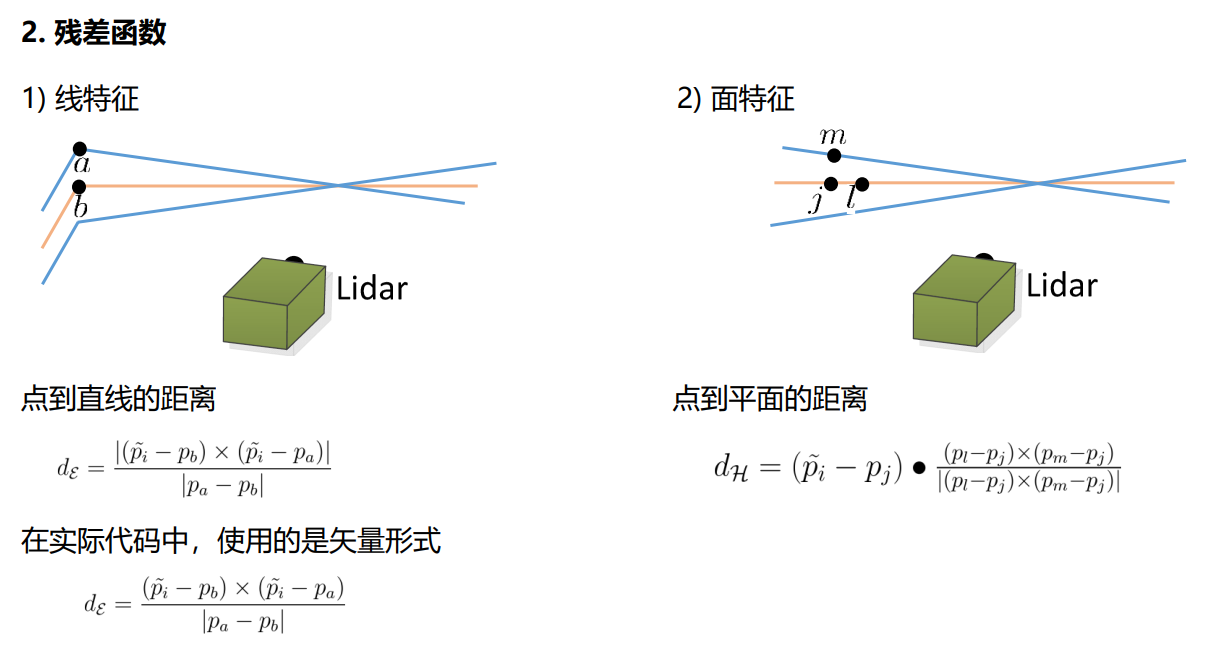 2. 残差函数
1) 线特征
a
b
Lidar
点到直线的距离
$d_{\mathcal{E}} = \frac{|(\tilde{p}_i - p_b) \times (\tilde{p}_i - p_a)|}{|p_a - p_b|}$
在实际代码中，使用的是矢量形式
$d_{\mathcal{E}} = \frac{(\tilde{p}_i - p_b) \times (\tilde{p}_i - p_a)}{|p_a - p_b|}$
2) 面特征
m
j l
Lidar
点到平面的距离
$d_{\mathcal{H}} = (\tilde{p}_i - p_j) \bullet \frac{(p_l - p_j) \times (p_m - p_j)}{|(p_l - p_j) \times (p_m - p_j)|}$